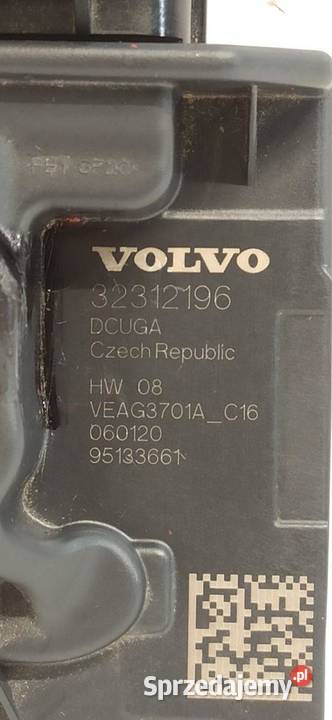 VOLVO
32312196
DCUGA
Czech Republic
HW 08
VEAG3701A_C16
060120
95133661
Sprzedajemy.pl